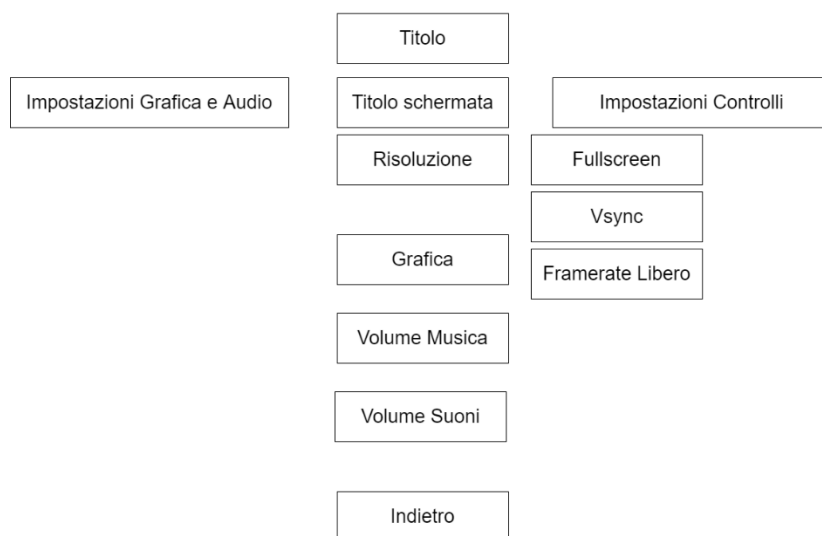 Titolo
Impostazioni Grafica e Audio
Titolo schermata
Impostazioni Controlli
Risoluzione
Fullscreen
Vsync
Grafica
Framerate Libero
Volume Musica
Volume Suoni
Indietro